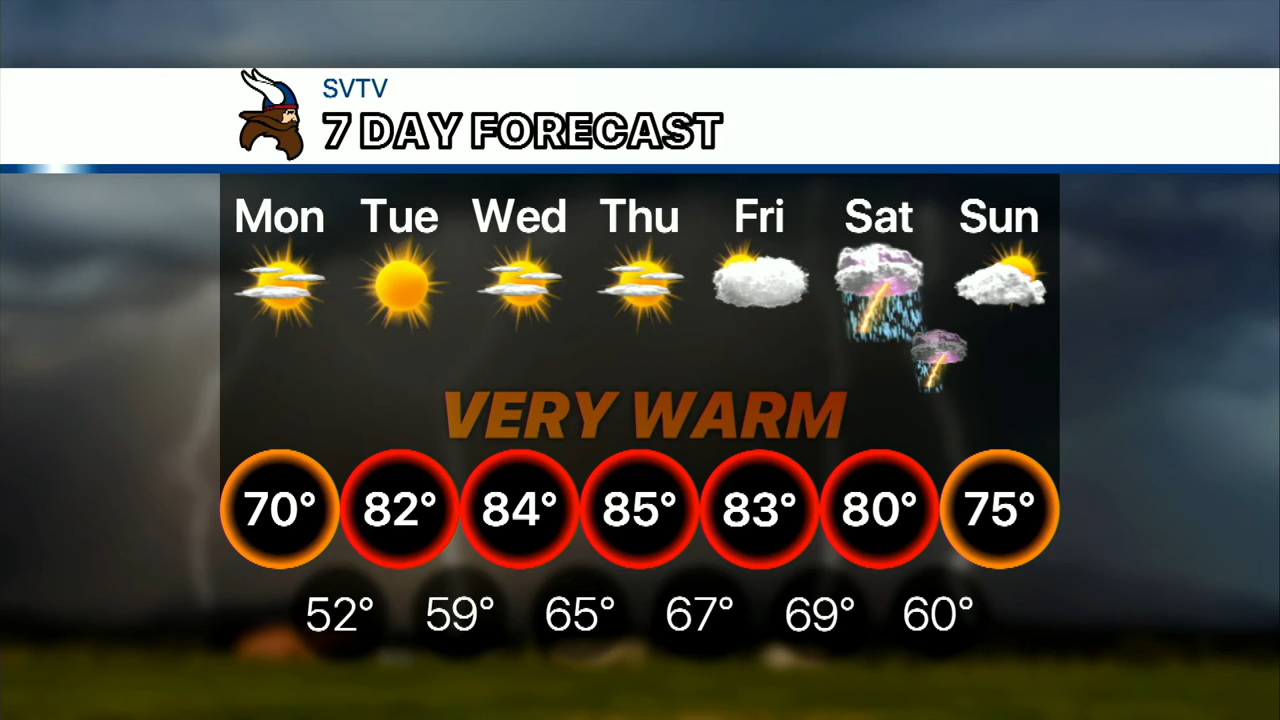 SVTV
7 DAY FORECAST
Mon Tue Wed Thu Fri Sat Sun
VERY WARM
70° 82° 84° 85° 83° 80° 75°
52° 59° 65° 67° 69° 60°